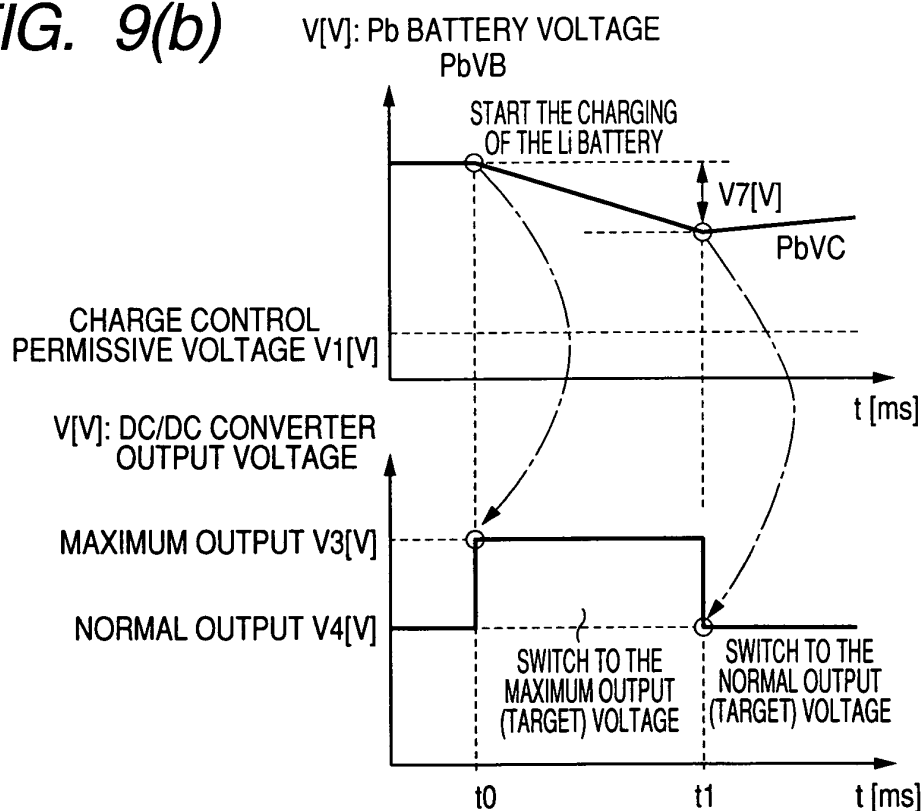 FIG. 9(b)
V[V]: Pb BATTERY VOLTAGE
PbVB
START THE CHARGING
OF THE Li BATTERY
V7[V]
PbVC
CHARGE CONTROL
PERMISSIVE VOLTAGE V1[V]
t [ms]
V[V]: DC/DC CONVERTER
OUTPUT VOLTAGE
MAXIMUM OUTPUT V3[V]
NORMAL OUTPUT V4[V]
SWITCH TO THE
MAXIMUM OUTPUT
(TARGET) VOLTAGE
SWITCH TO THE
NORMAL OUTPUT
(TARGET) VOLTAGE
t0
t1
t [ms]